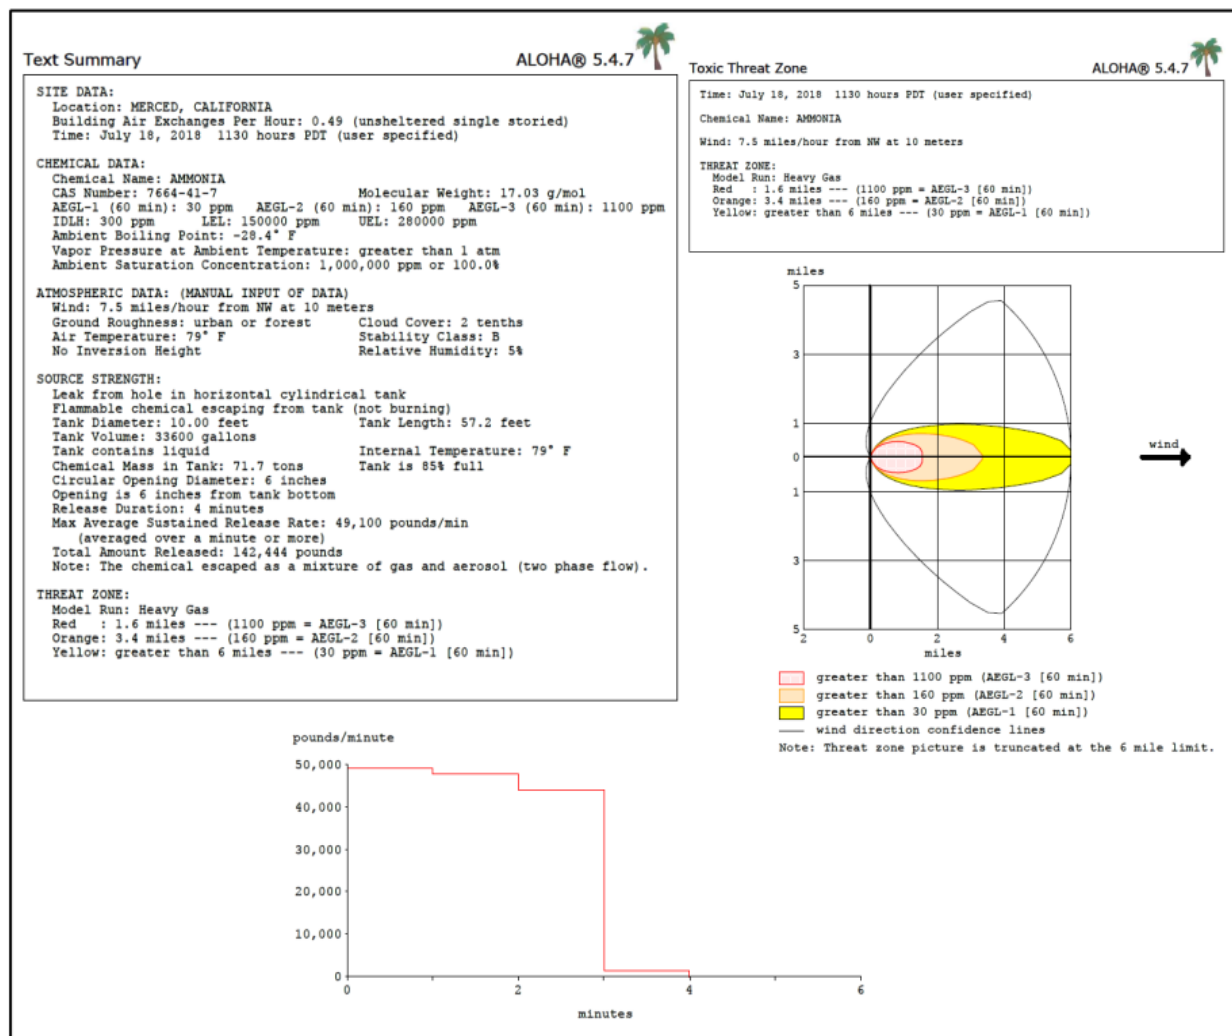 Text Summary
ALOHA® 5.4.7
SITE DATA:
Location: MERCED, CALIFORNIA
Building Air Exchanges Per Hour: 0.49 (unsheltered single storied)
Time: July 18, 2018  1130 hours PDT (user specified)
CHEMICAL DATA:
Chemical Name: AMMONIA
CAS Number: 7664-41-7 Molecular Weight: 17.03 g/mol
AEGL-1 (60 min): 30 ppm AEGL-2 (60 min): 160 ppm AEGL-3 (60 min): 1100 ppm
IDLH: 300 ppm LEL: 150000 ppm UEL: 280000 ppm
Ambient Boiling Point: -28.4° F
Vapor Pressure at Ambient Temperature: greater than 1 atm
Ambient Saturation Concentration: 1,000,000 ppm or 100.0%
ATMOSPHERIC DATA: (MANUAL INPUT OF DATA)
Wind: 7.5 miles/hour from NW at 10 meters
Ground Roughness: urban or forest Cloud Cover: 2 tenths
Air Temperature: 79° F Stability Class: B
No Inversion Height Relative Humidity: 5%
SOURCE STRENGTH:
Leak from hole in horizontal cylindrical tank
Flammable chemical escaping from tank (not burning)
Tank Diameter: 10.00 feet Tank Length: 57.2 feet
Tank Volume: 33600 gallons
Tank contains liquid Internal Temperature: 79° F
Chemical Mass in Tank: 71.7 tons Tank is 85% full
Circular Opening Diameter: 6 inches
Opening is 6 inches from tank bottom
Release Duration: 4 minutes
Max Average Sustained Release Rate: 49,100 pounds/min
(averaged over a minute or more)
Total Amount Released: 142,444 pounds
Note: The chemical escaped as a mixture of gas and aerosol (two phase flow).
THREAT ZONE:
Model Run: Heavy Gas
Red : 1.6 miles --- (1100 ppm = AEGL-3 [60 min])
Orange: 3.4 miles --- (160 ppm = AEGL-2 [60 min])
Yellow: greater than 6 miles --- (30 ppm = AEGL-1 [60 min])
Toxic Threat Zone
ALOHA® 5.4.7
Time: July 18, 2018  1130 hours PDT (user specified)
Chemical Name: AMMONIA
Wind: 7.5 miles/hour from NW at 10 meters
THREAT ZONE:
Model Run: Heavy Gas
Red : 1.6 miles --- (1100 ppm = AEGL-3 [60 min])
Orange: 3.4 miles --- (160 ppm = AEGL-2 [60 min])
Yellow: greater than 6 miles --- (30 ppm = AEGL-1 [60 min])
miles
5
3
1
0
1
3
5
2 0 2 4 6
miles
wind
greater than 1100 ppm (AEGL-3 [60 min])
greater than 160 ppm (AEGL-2 [60 min])
greater than 30 ppm (AEGL-1 [60 min])
wind direction confidence lines
Note: Threat zone picture is truncated at the 6 mile limit.
pounds/minute
50,000
40,000
30,000
20,000
10,000
0
0 2 4 6
minutes